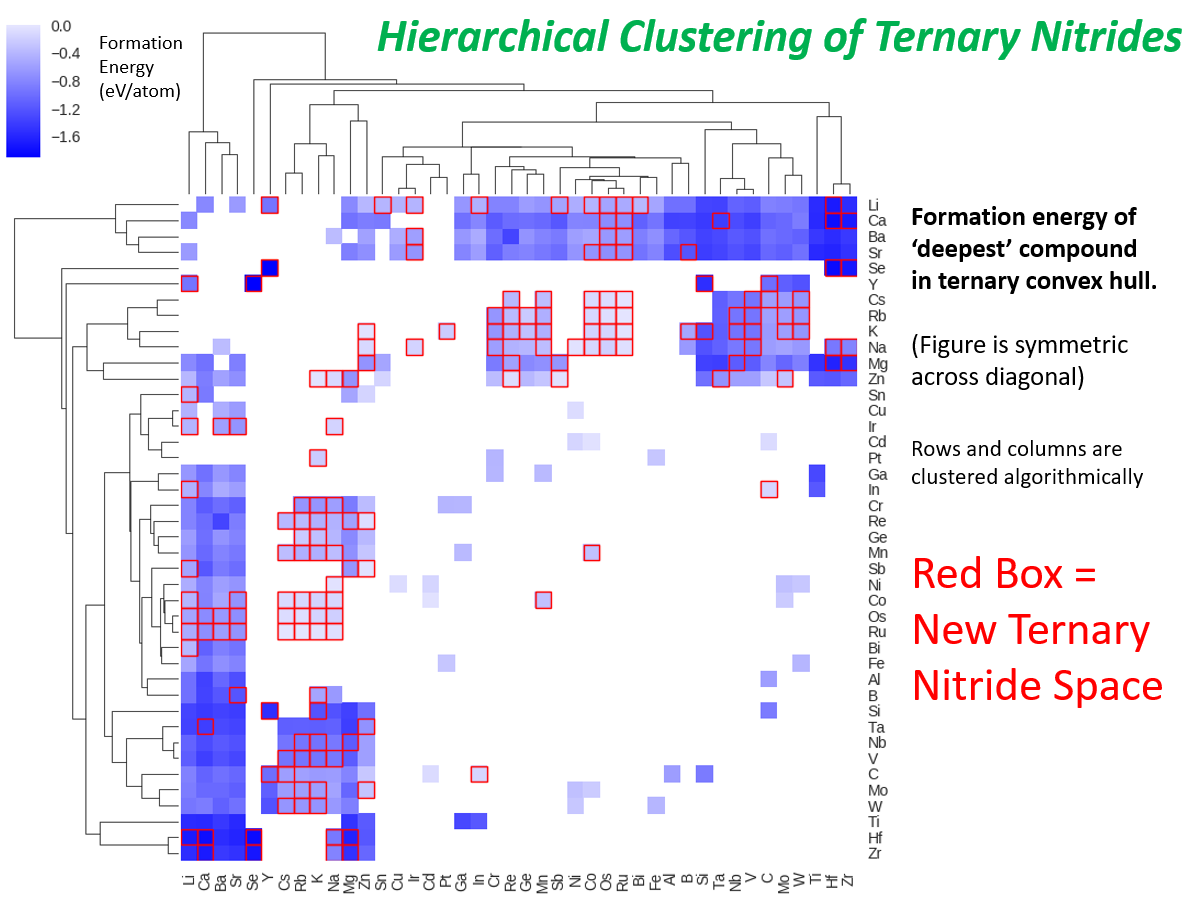 Hierarchical Clustering of Ternary Nitrides
0.0
−0.4
−0.8
−1.2
−1.6
Formation
Energy
(eV/atom)
Li
Ca
Ba
Sr
Se
Y
Cs
Rb
K
Na
Mg
Zn
Sn
Cu
Ir
Cd
Pt
Ga
In
Cr
Re
Ge
Mn
Sb
Ni
Co
Os
Ru
Bi
Fe
Al
B
Si
Ta
Nb
V
C
Mo
W
Ti
Hf
Zr
Formation energy of
‘deepest’ compound
in ternary convex hull.
(Figure is symmetric
across diagonal)
Rows and columns are
clustered algorithmically
Red Box =
New Ternary
Nitride Space
Li Ca Ba Sr Se Y Cs Rb K Na Mg Zn Sn Cu Ir Cd Pt Ga In Cr Re Ge Mn Sb Ni Co Os Ru Bi Fe Al B Si Ta Nb V C Mo W Ti Hf Zr